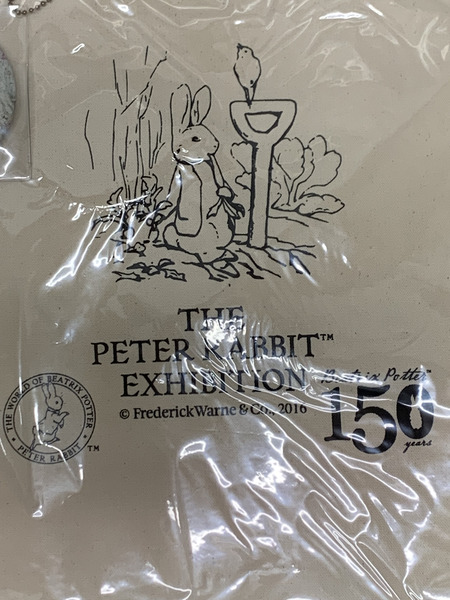 THE
PETER RABBIT™
EXHIBITION
© Frederick Warne & Co., 2016
THE WORLD OF BEATRIX POTTER
PETER RABBIT
TM
Beatrix Potter™
150
years